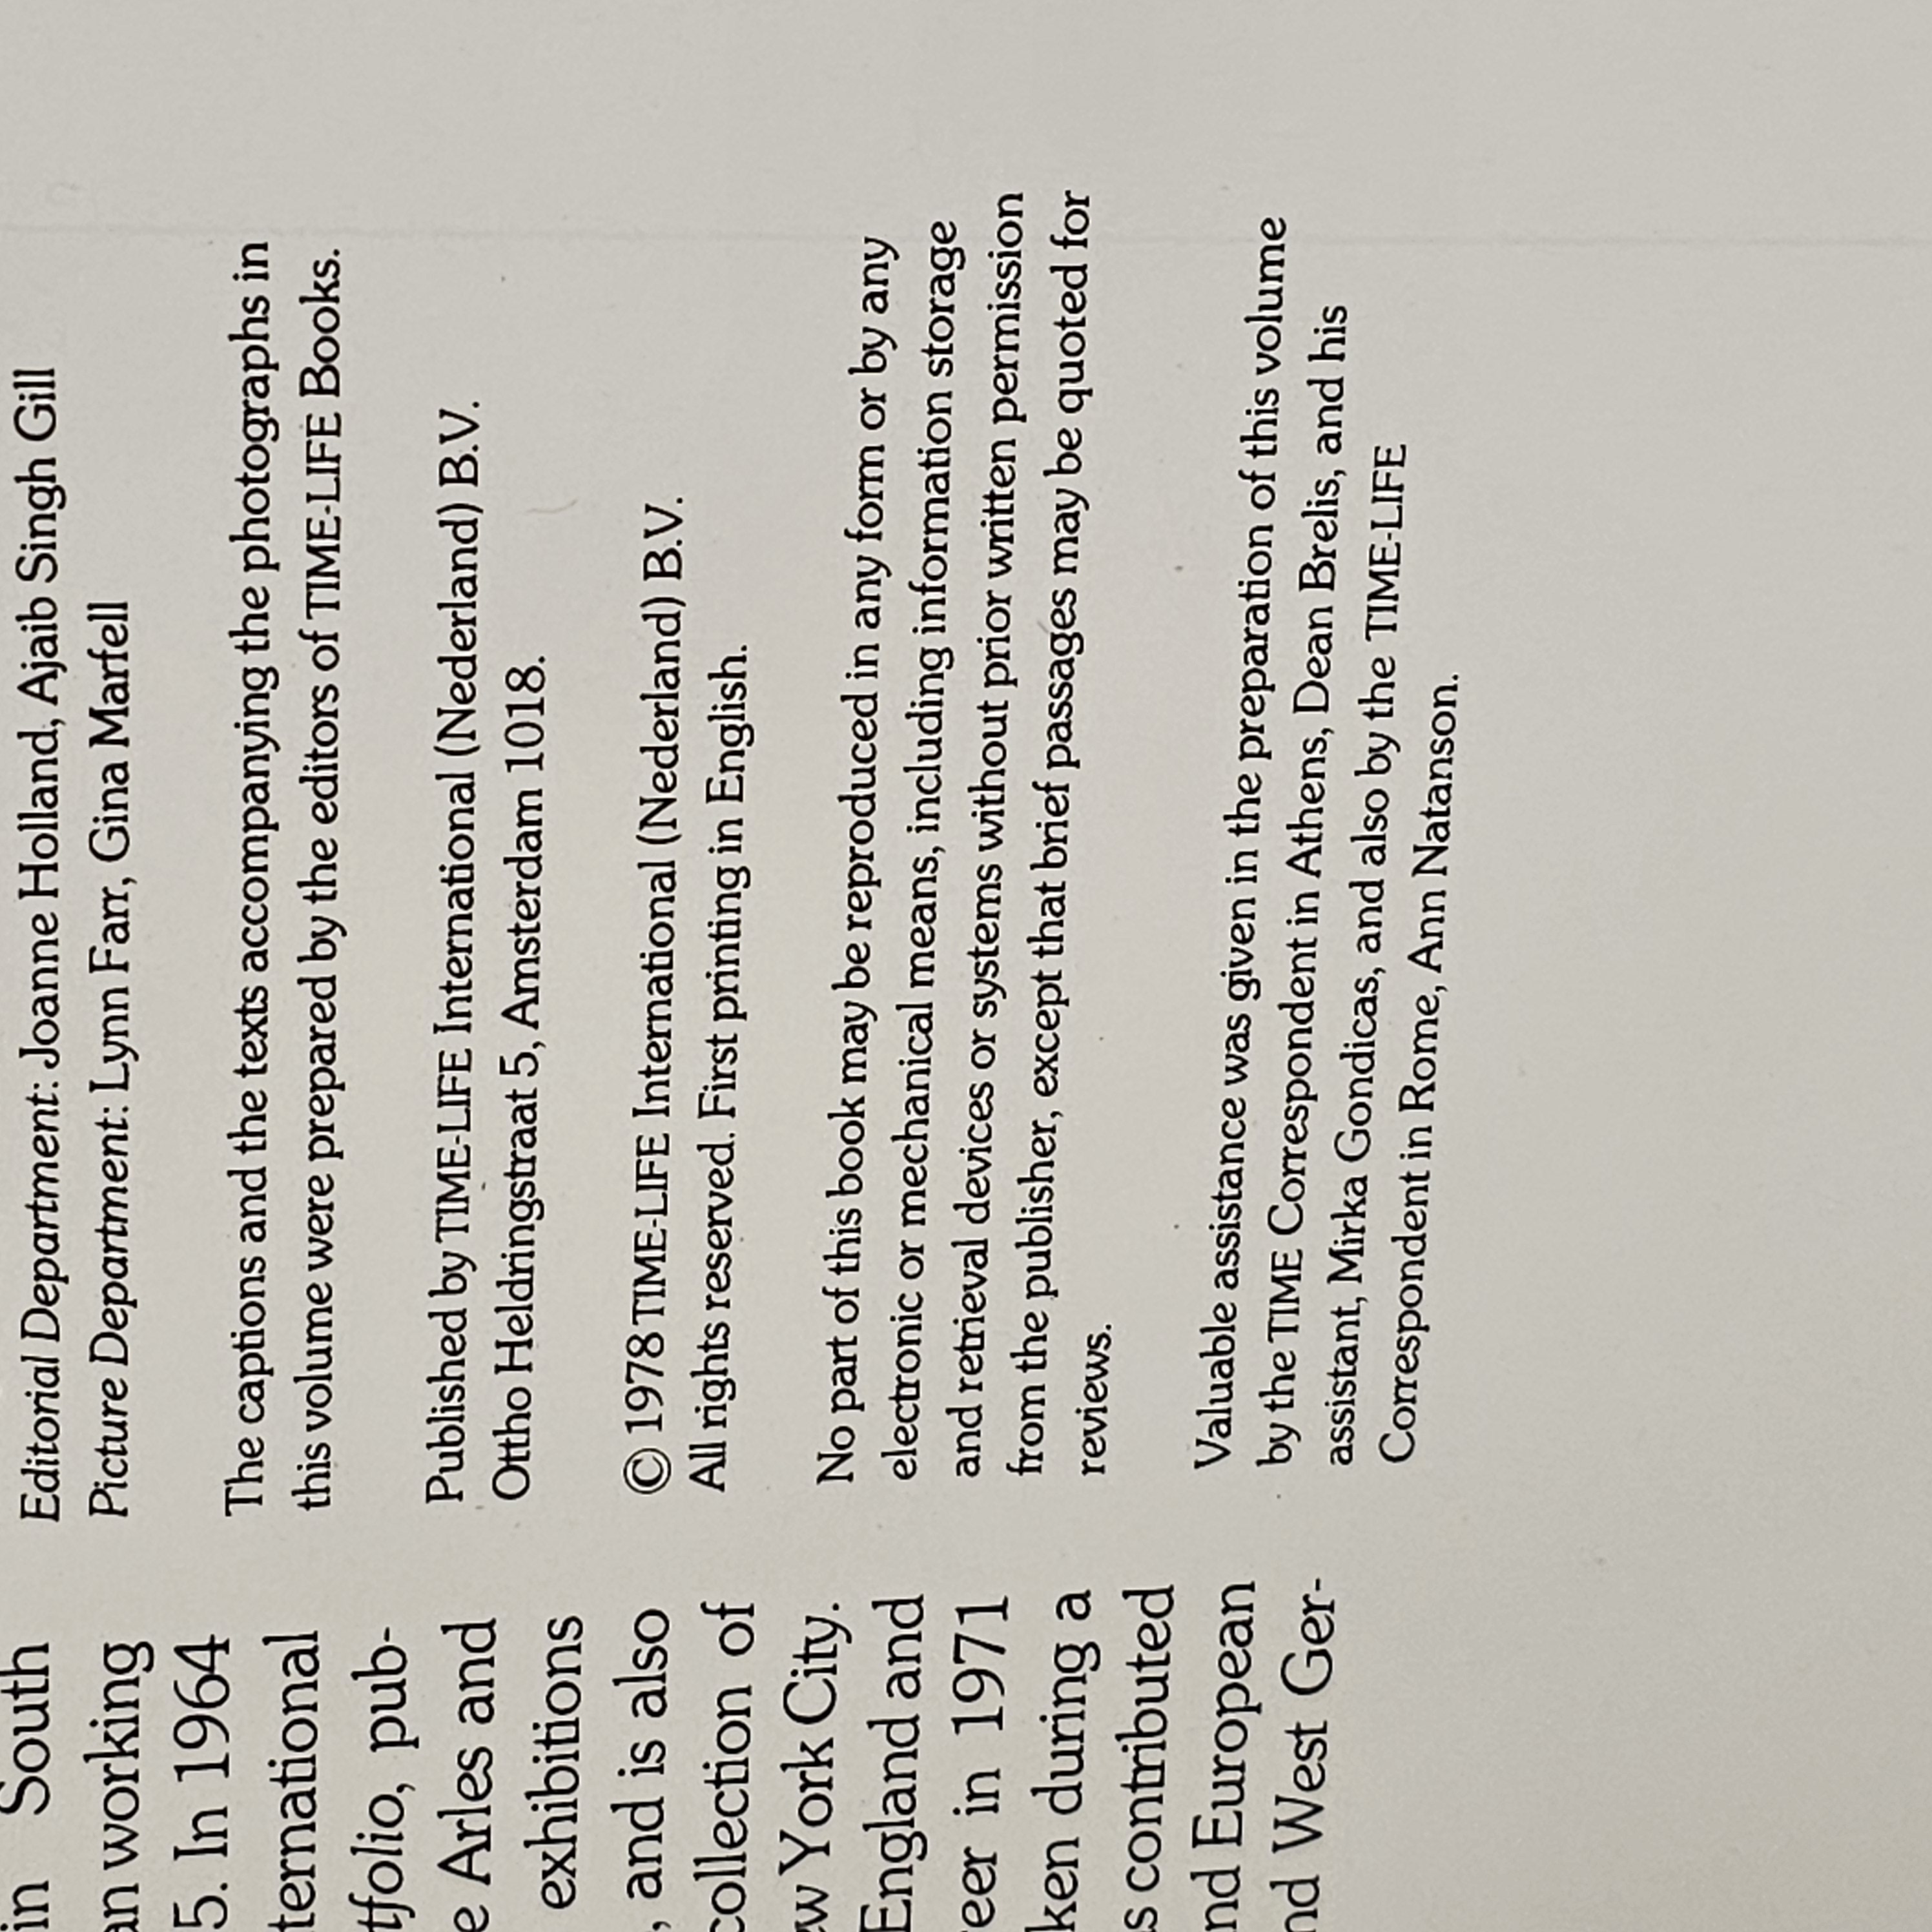 in South
working
5. In 1964
pub-
Arles and
exhibitions
, and is also
collection of
York City.
England and
in 1971
during a
contributed
European
West Ger-
Editorial Department: Joanne Holland, Ajaib Singh Gill
Picture Department: Lynn Farr, Gina Marfell
The captions and the texts accompanying the photographs in
this volume were prepared by the editors of TIME-LIFE Books.
Published by TIME-LIFE International (Nederland) B.V.
Ottho Heldringstraat 5, Amsterdam 1018.
© 1978 TIME-LIFE International (Nederland) B.V.
All rights reserved. First printing in English.
No part of this book may be reproduced in any form or by any
electronic or mechanical means, including information storage
and retrieval devices or systems without prior written permission
from the publisher, except that brief passages may be quoted for
reviews.
Valuable assistance was given in the preparation of this volume
by the TIME Correspondent in Athens, Dean Brelis, and his
assistant, Mirka Gondicas, and also by the TIME-LIFE
Correspondent in Rome, Ann Natanson.